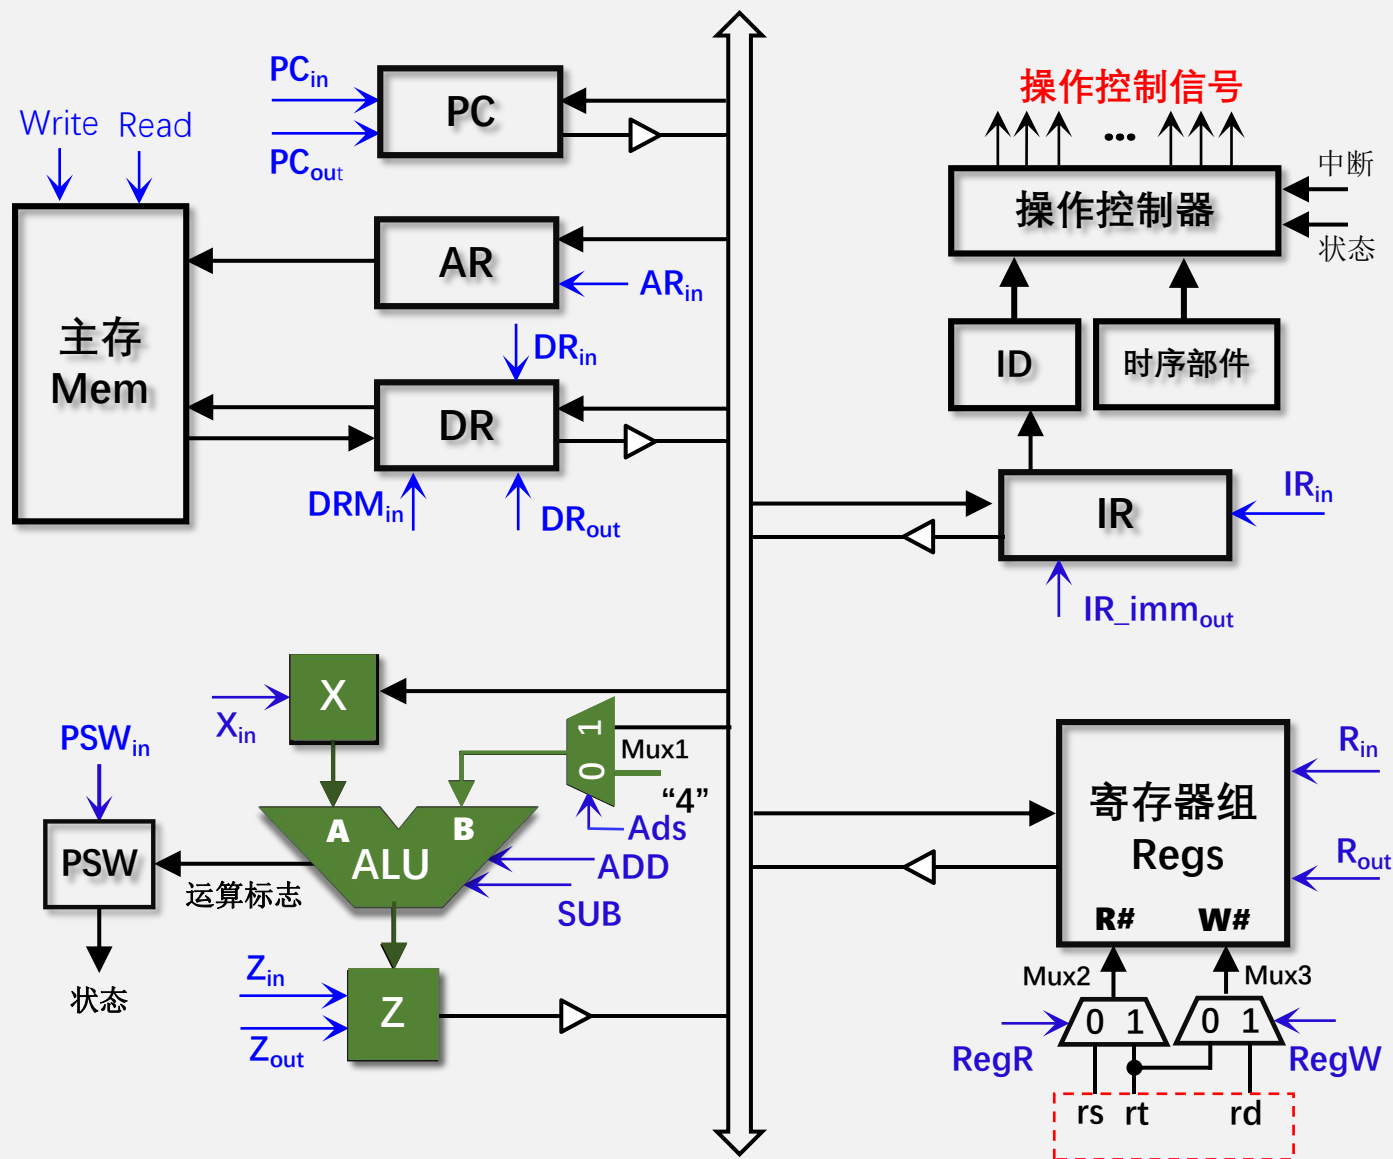 PCin
PC
PCout
Write
Read
操作控制信号
...
中断
操作控制器
状态
AR
ARin
主存
Mem
DRin
DR
DRMin
DRout
ID
时序部件
IRin
IR
IR_immout
X
Xin
PSWin
1
0
Mux1
“4”
Ads
A
B
ALU
ADD
SUB
PSW
运算标志
状态
Zin
Z
Zout
Rin
寄存器组
Regs
Rout
R#
W#
Mux2
Mux3
0 1
0 1
RegR
RegW
rs
rt
rd